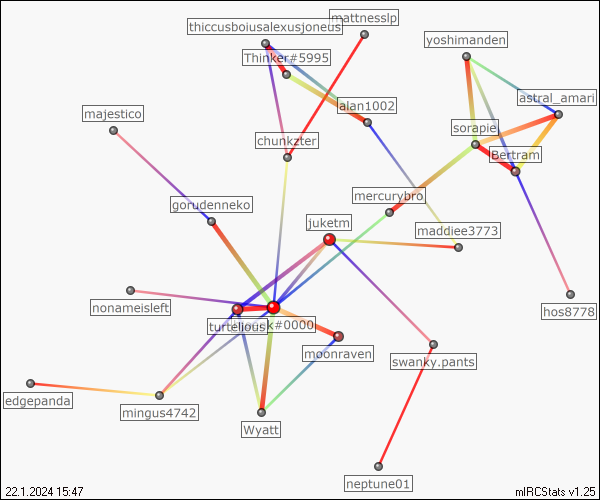 mattnesslp
thiccusboiusalexusjoneus
yoshimanden
Thinker#5995
astral_amari
alan1002
majestico
sorapie
chunkzter
Bertram
mercurybro
gorudenneko
juketm
maddiee3773
nonameisleft
hos8778
turtelious
k#0000
moonraven
swanky.pants
edgepanda
mingus4742
Wyatt
neptune01
22.1.2024 15:47
mIRCStats v1.25